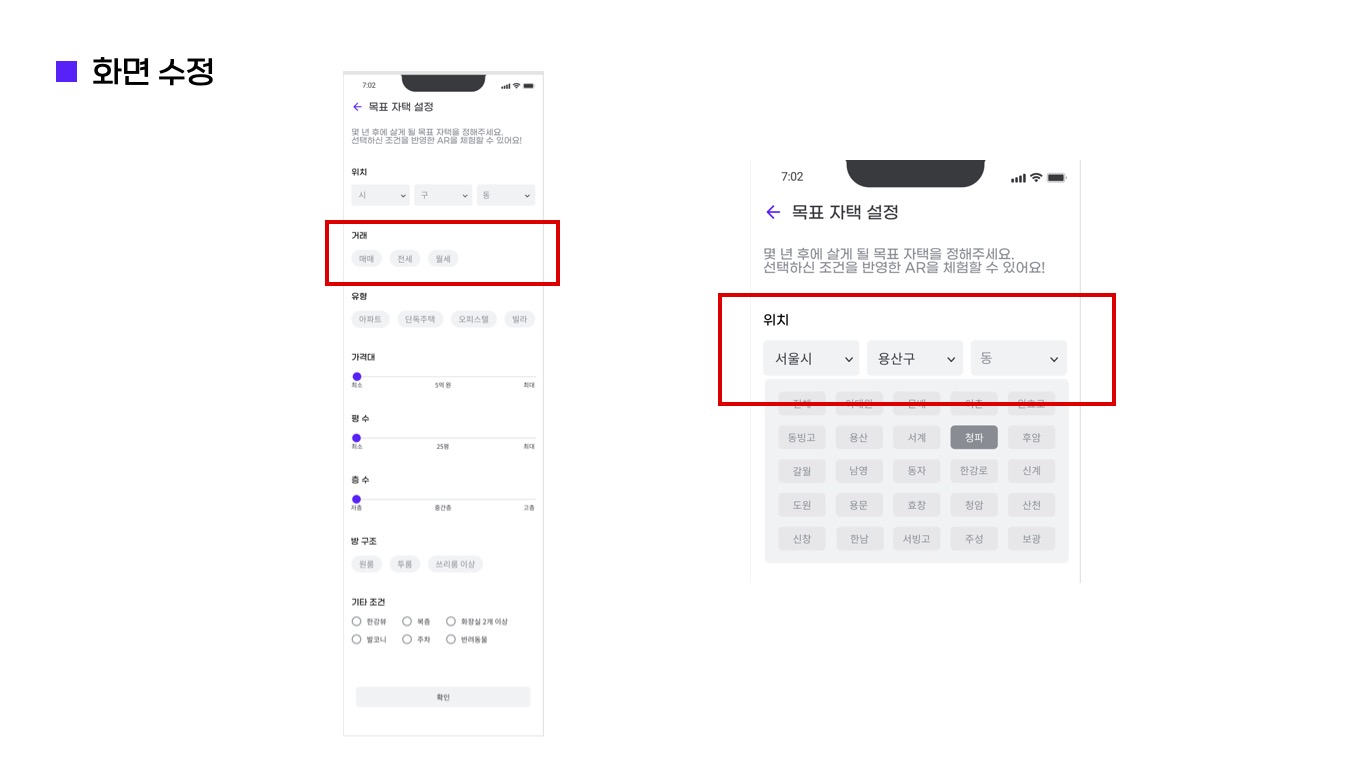 화면 수정
7:02
목표 자택 설정
몇 년 후에 살게 될 목표 자택을 정해주세요.
선택하신 조건을 반영한 AR을 체험할 수 있어요!
위치
시 구 동
거래
매매 전세 월세
유형
아파트 단독주택 오피스텔 빌라
가격대
최소 5억 원 최대
평 수
최소 25평 최대
층 수
저층 중간층 고층
방 구조
원룸 투룸 쓰리룸 이상
기타 조건
한강뷰 복층 화장실 2개 이상
발코니 주차 반려동물
확인
7:02
목표 자택 설정
몇 년 후에 살게 될 목표 자택을 정해주세요.
선택하신 조건을 반영한 AR을 체험할 수 있어요!
위치
서울시 용산구 동
전체 이태원 문배 이촌 원효로
동빙고 용산 서계 청파 후암
갈월 남영 동자 한강로 신계
도원 용문 효창 청암 산천
신창 한남 서빙고 주성 보광